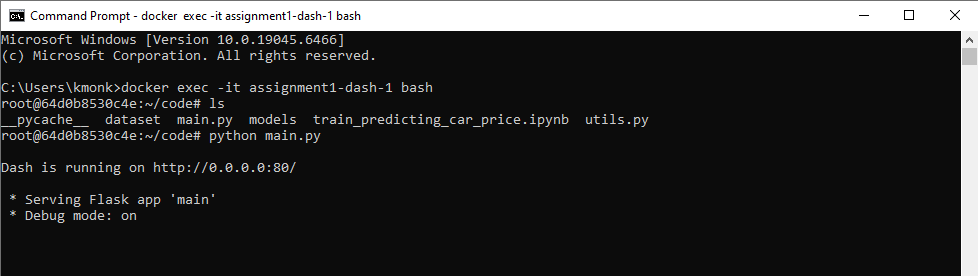 Command Prompt - docker exec -it assignment1-dash-1 bash
Microsoft Windows [Version 10.0.19045.6466]
(c) Microsoft Corporation. All rights reserved.
C:\Users\kmonk>docker exec -it assignment1-dash-1 bash
root@64d0b8530c4e:~/code# ls
__pycache__  dataset  main.py  models  train_predicting_car_price.ipynb  utils.py
root@64d0b8530c4e:~/code# python main.py
Dash is running on http://0.0.0.0:80/
 * Serving Flask app 'main'
 * Debug mode: on